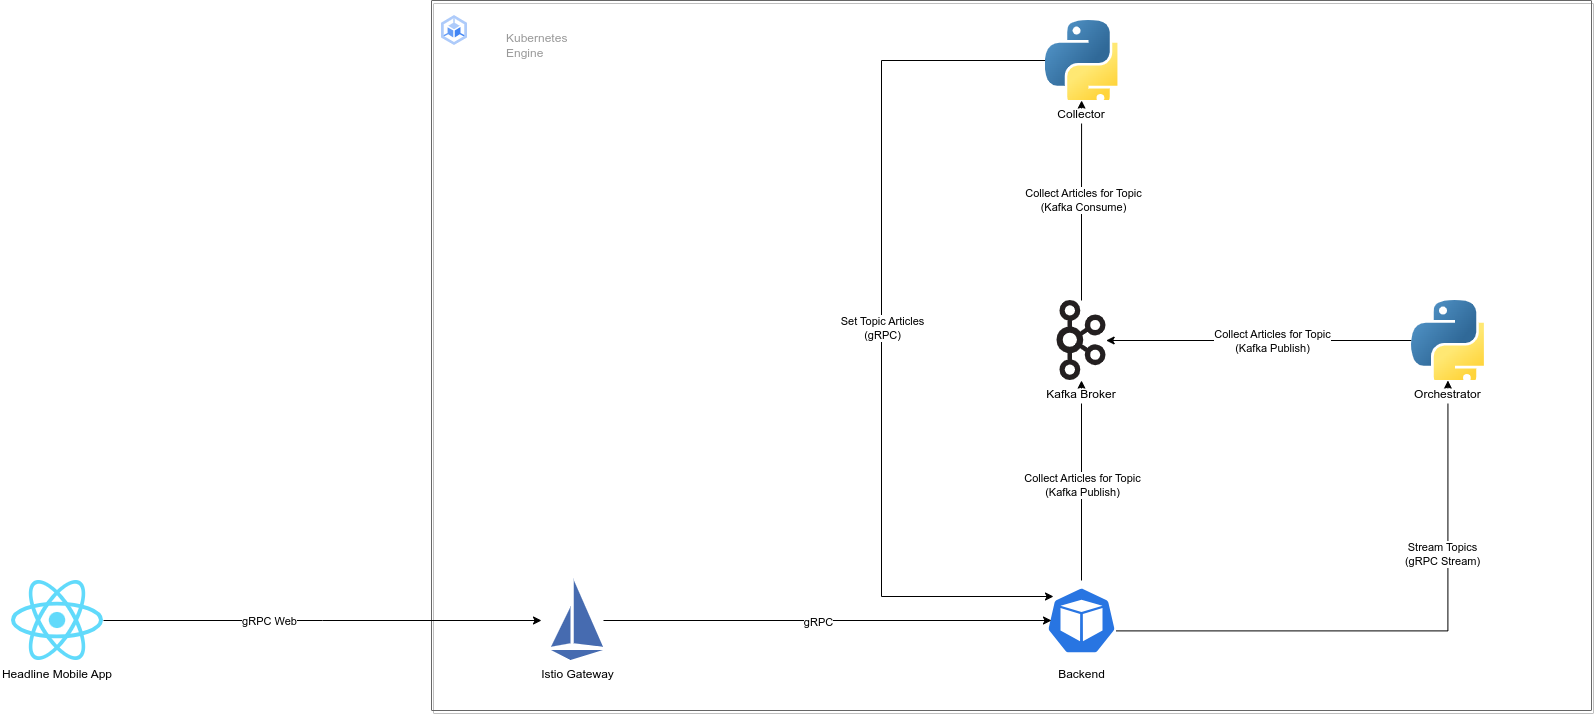 Kubernetes
Engine
Collector
Collect Articles for Topic
(Kafka Consume)
Set Topic Articles
(gRPC)
Collect Articles for Topic
(Kafka Publish)
Kafka Broker
Orchestrator
Collect Articles for Topic
(Kafka Publish)
Stream Topics
(gRPC Stream)
gRPC Web
gRPC
Headline Mobile App
Istio Gateway
Backend